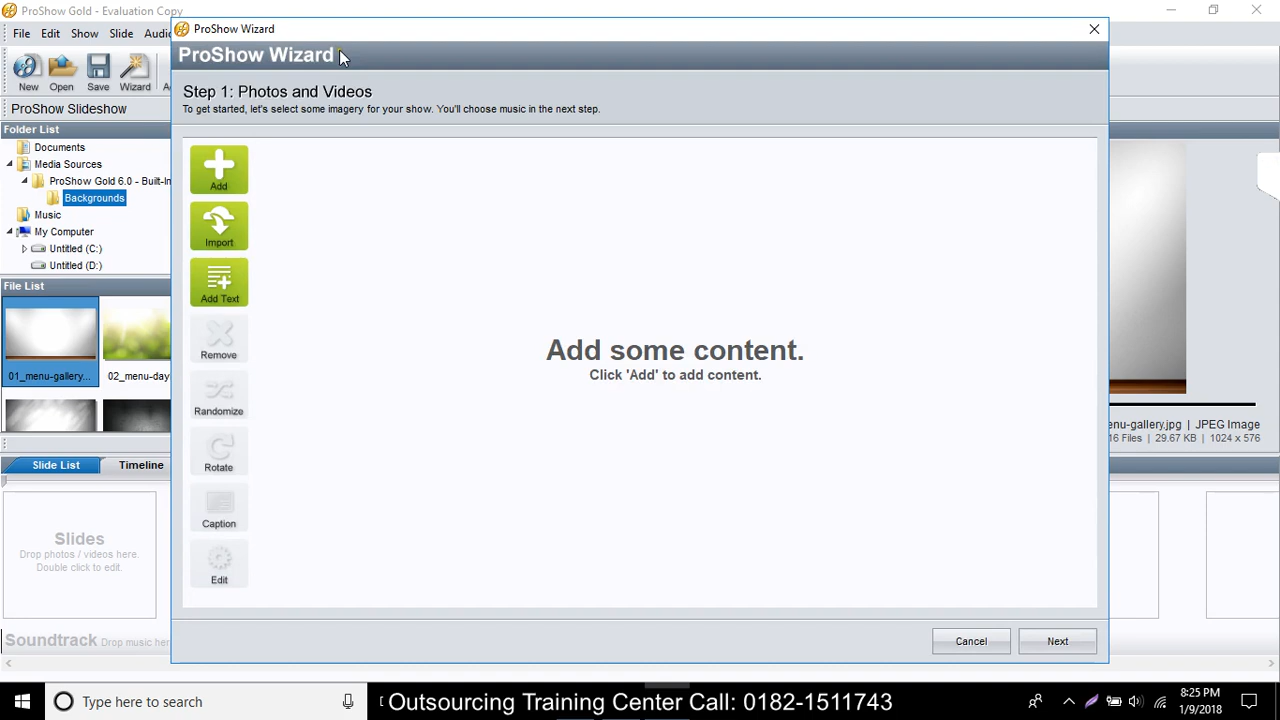 ProShow Gold - Evaluation Copy
File Edit Show Slide Audi
New Open Save Wizard
ProShow Slideshow
Folder List
Documents
Media Sources
ProShow Gold 6.0 - Built-In
Backgrounds
Music
My Computer
Untitled (C:)
Untitled (D:)
File List
01_menu-gallery...
02_menu-day
Slide List Timeline
Slides
Drop photos / videos here.
Double click to edit.
Soundtrack Drop music her
ProShow Wizard
ProShow Wizard
Step 1: Photos and Videos
To get started, let's select some imagery for your show. You'll choose music in the next step.
Add
Import
Add Text
Remove
Randomize
Rotate
Caption
Edit
Add some content.
Click 'Add' to add content.
Cancel Next
enu-gallery.jpg | JPEG Image
16 Files | 29.67 KB | 1024 x 576
Type here to search
Outsourcing Training Center Call: 0182-1511743
8:25 PM
1/9/2018